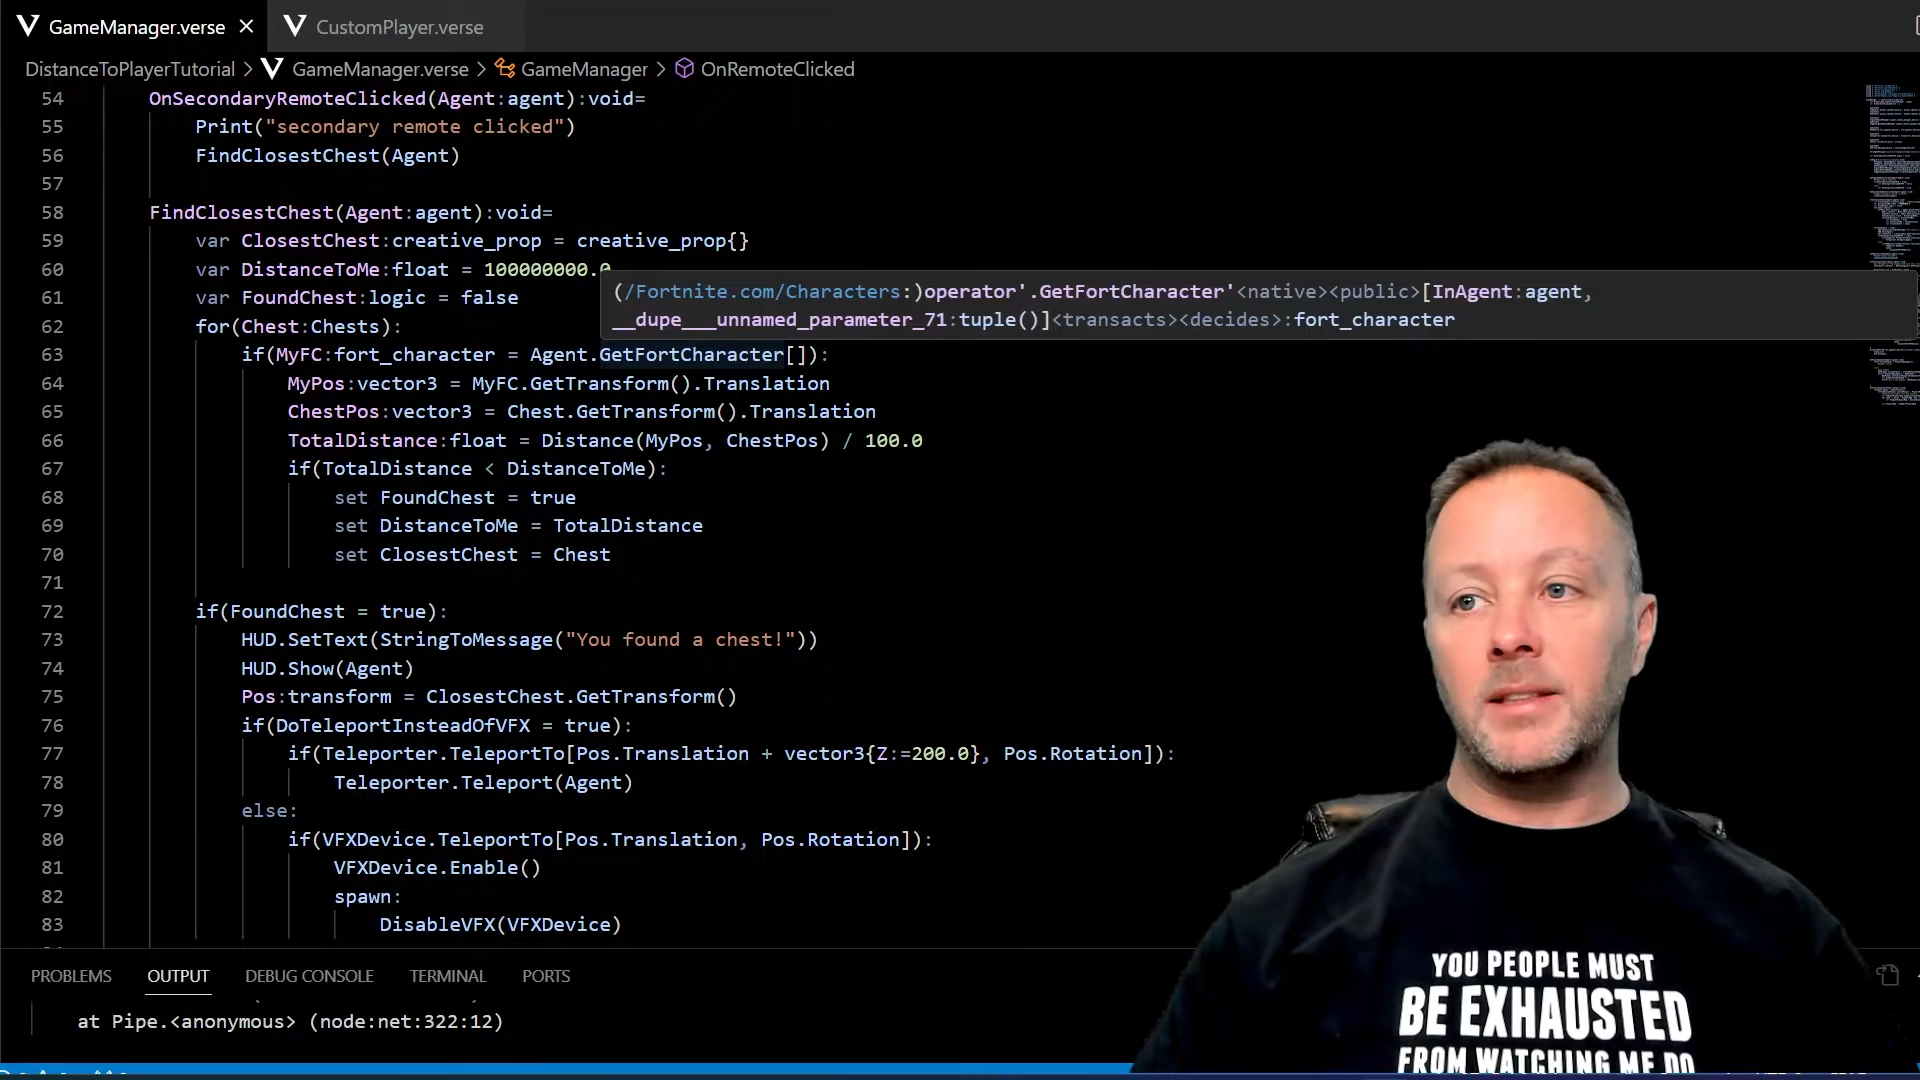 GameManager.verse
CustomPlayer.verse
DistanceToPlayerTutorial > GameManager.verse > GameManager > OnRemoteClicked
54 OnSecondaryRemoteClicked(Agent:agent):void=
55 Print("secondary remote clicked")
56 FindClosestChest(Agent)
57
58 FindClosestChest(Agent:agent):void=
59 var ClosestChest:creative_prop = creative_prop{}
60 var DistanceToMe:float = 100000000.0
(/Fortnite.com/Characters:)operator'.GetFortCharacter'<native><public>[InAgent:agent,
61 var FoundChest:logic = false
__dupe___unnamed_parameter_71:tuple()]<transacts><decides>:fort_character
62 for(Chest:Chests):
63 if(MyFC:fort_character = Agent.GetFortCharacter[]):
64 MyPos:vector3 = MyFC.GetTransform().Translation
65 ChestPos:vector3 = Chest.GetTransform().Translation
66 TotalDistance:float = Distance(MyPos, ChestPos) / 100.0
67 if(TotalDistance < DistanceToMe):
68 set FoundChest = true
69 set DistanceToMe = TotalDistance
70 set ClosestChest = Chest
71
72 if(FoundChest = true):
73 HUD.SetText(StringToMessage("You found a chest!"))
74 HUD.Show(Agent)
75 Pos:transform = ClosestChest.GetTransform()
76 if(DoTeleportInsteadOfVFX = true):
77 if(Teleporter.TeleportTo[Pos.Translation + vector3{Z:=200.0}, Pos.Rotation]):
78 Teleporter.Teleport(Agent)
79 else:
80 if(VFXDevice.TeleportTo[Pos.Translation, Pos.Rotation]):
81 VFXDevice.Enable()
82 spawn:
83 DisableVFX(VFXDevice)
PROBLEMS OUTPUT DEBUG CONSOLE TERMINAL PORTS
at Pipe.<anonymous> (node:net:322:12)
YOU PEOPLE MUST
BE EXHAUSTED
FROM WATCHING ME DO